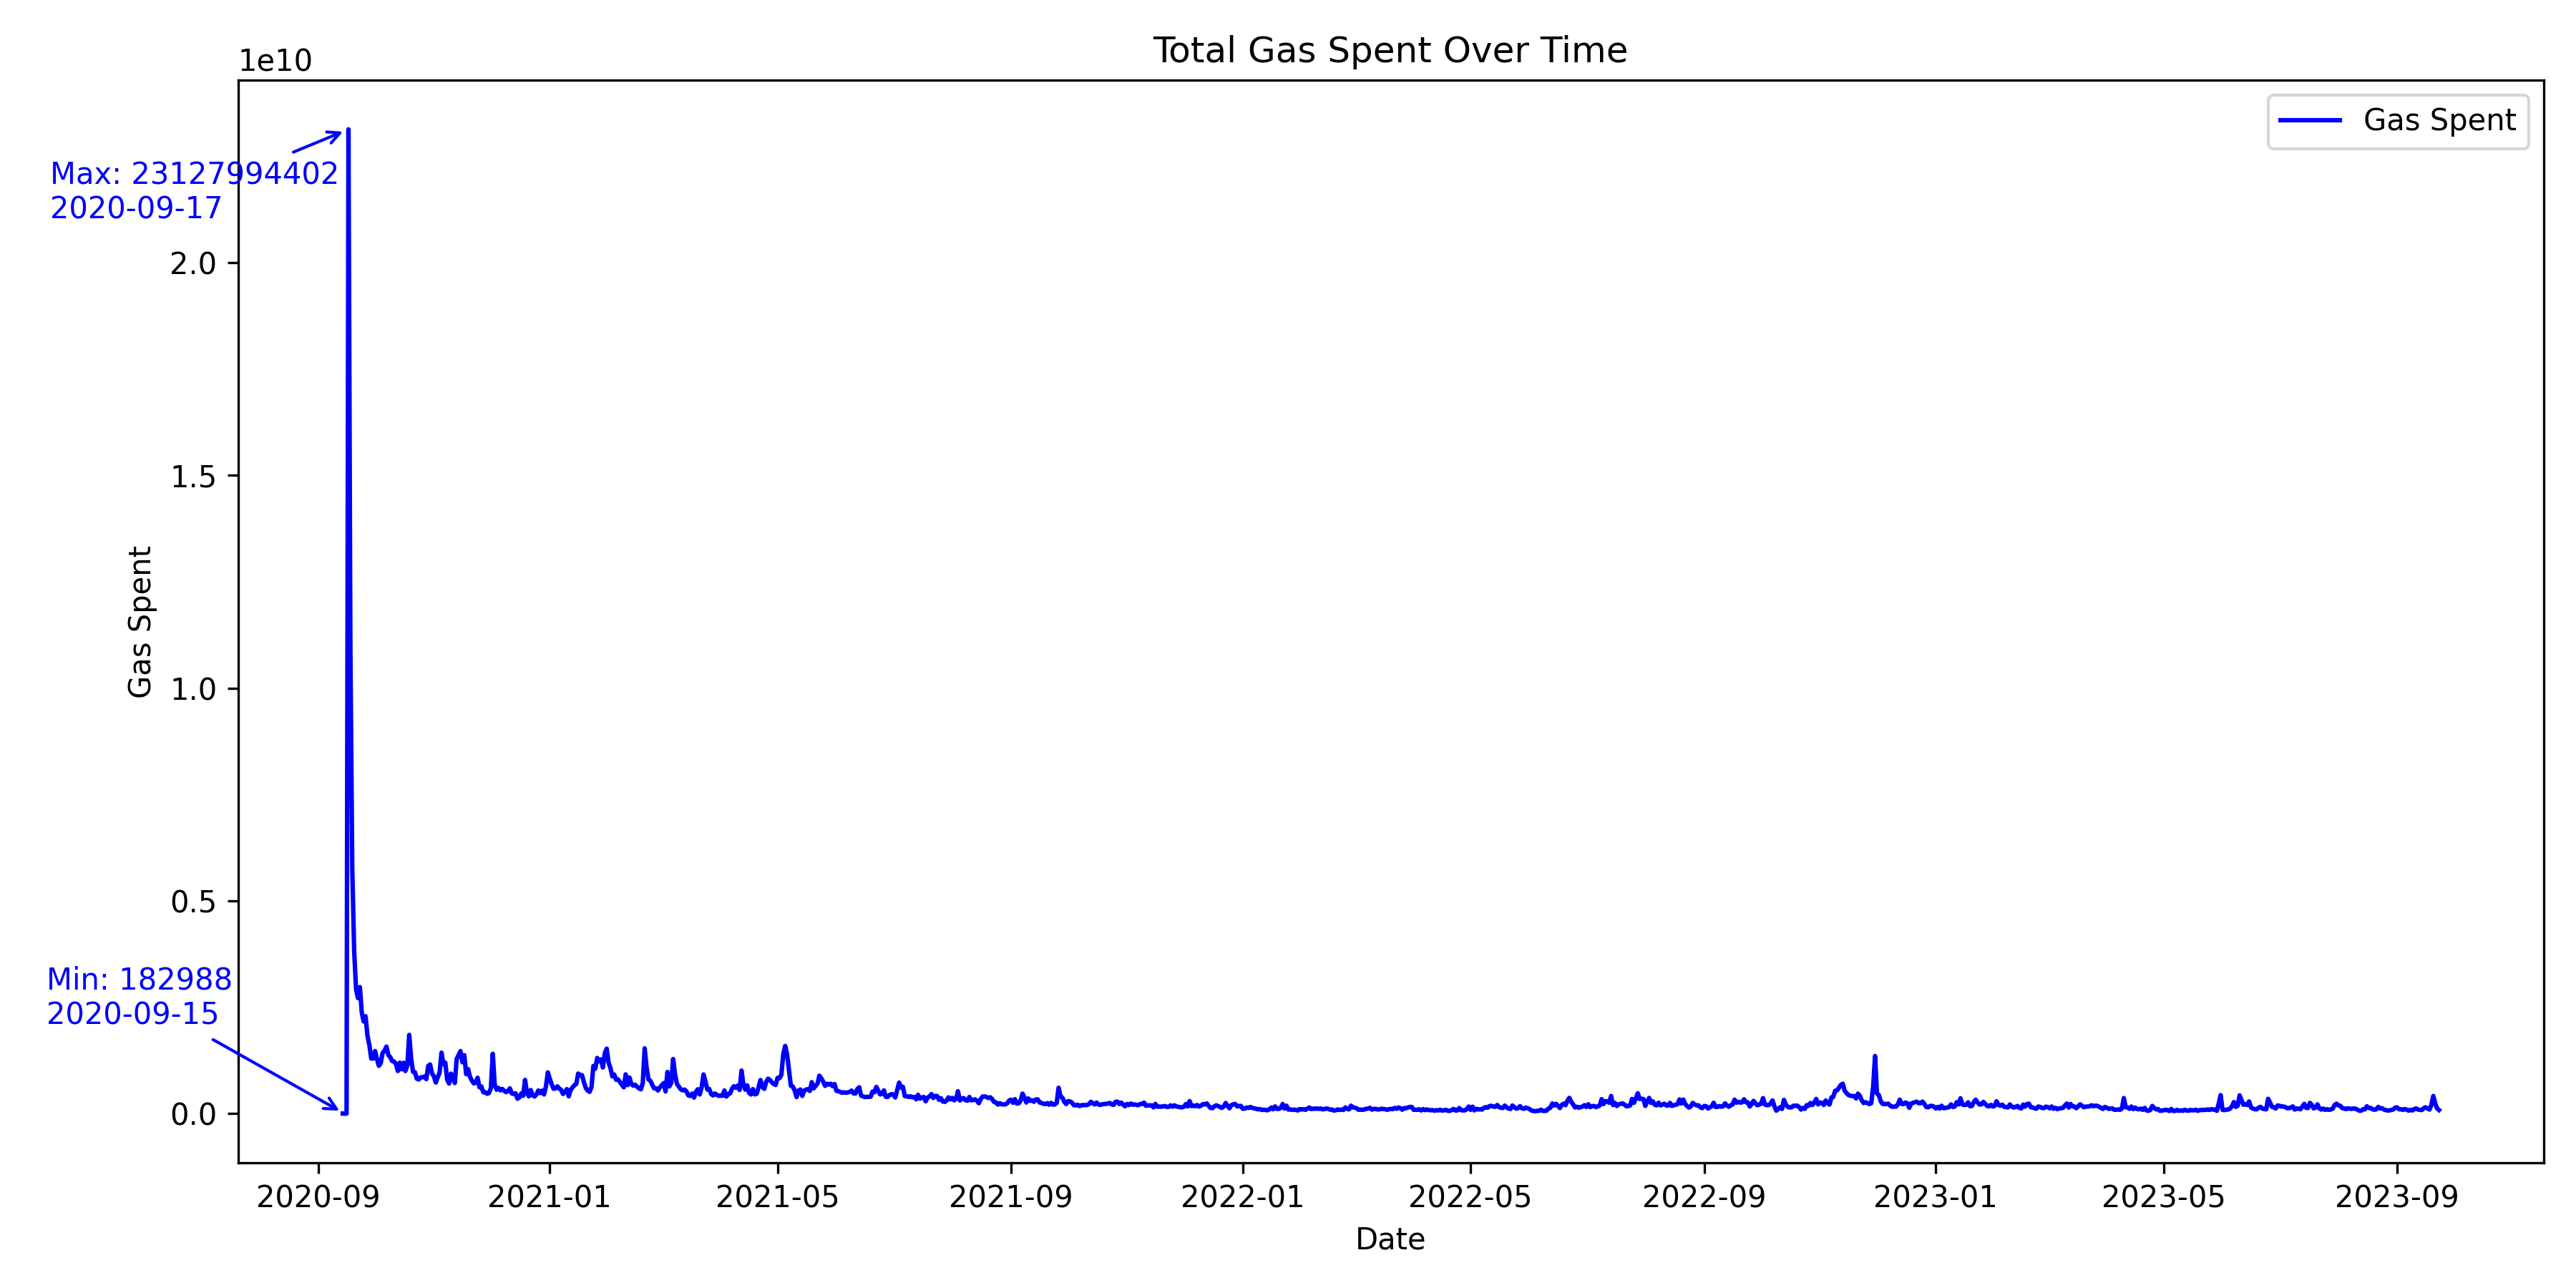 Total Gas Spent Over Time
1e10
Gas Spent
Max: 23127994402
2020-09-17
2.0
1.5
1.0
0.5
0.0
Gas Spent
Min: 182988
2020-09-15
2020-09
2021-01
2021-05
2021-09
2022-01
2022-05
2022-09
2023-01
2023-05
2023-09
Date